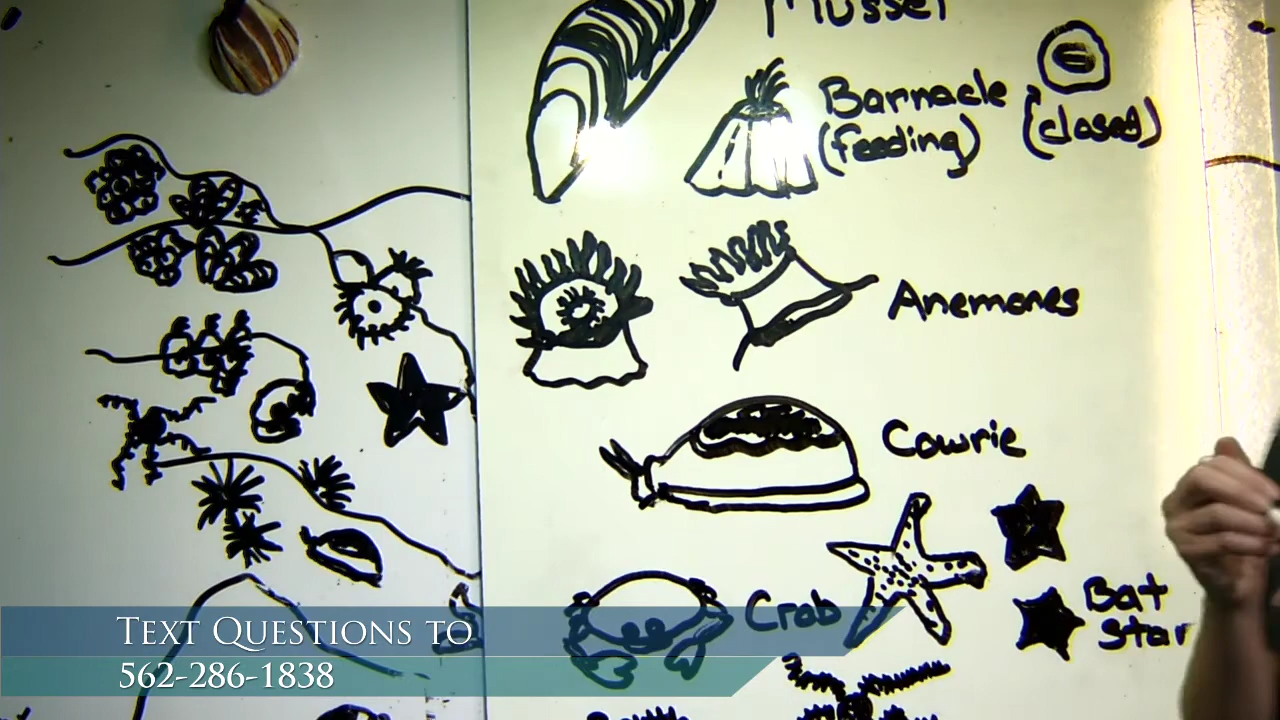 Mussel
Barnacle
(feeding)
(closed)
Anemones
Cowrie
Crab
Bat
Star
TEXT QUESTIONS TO
562-286-1838